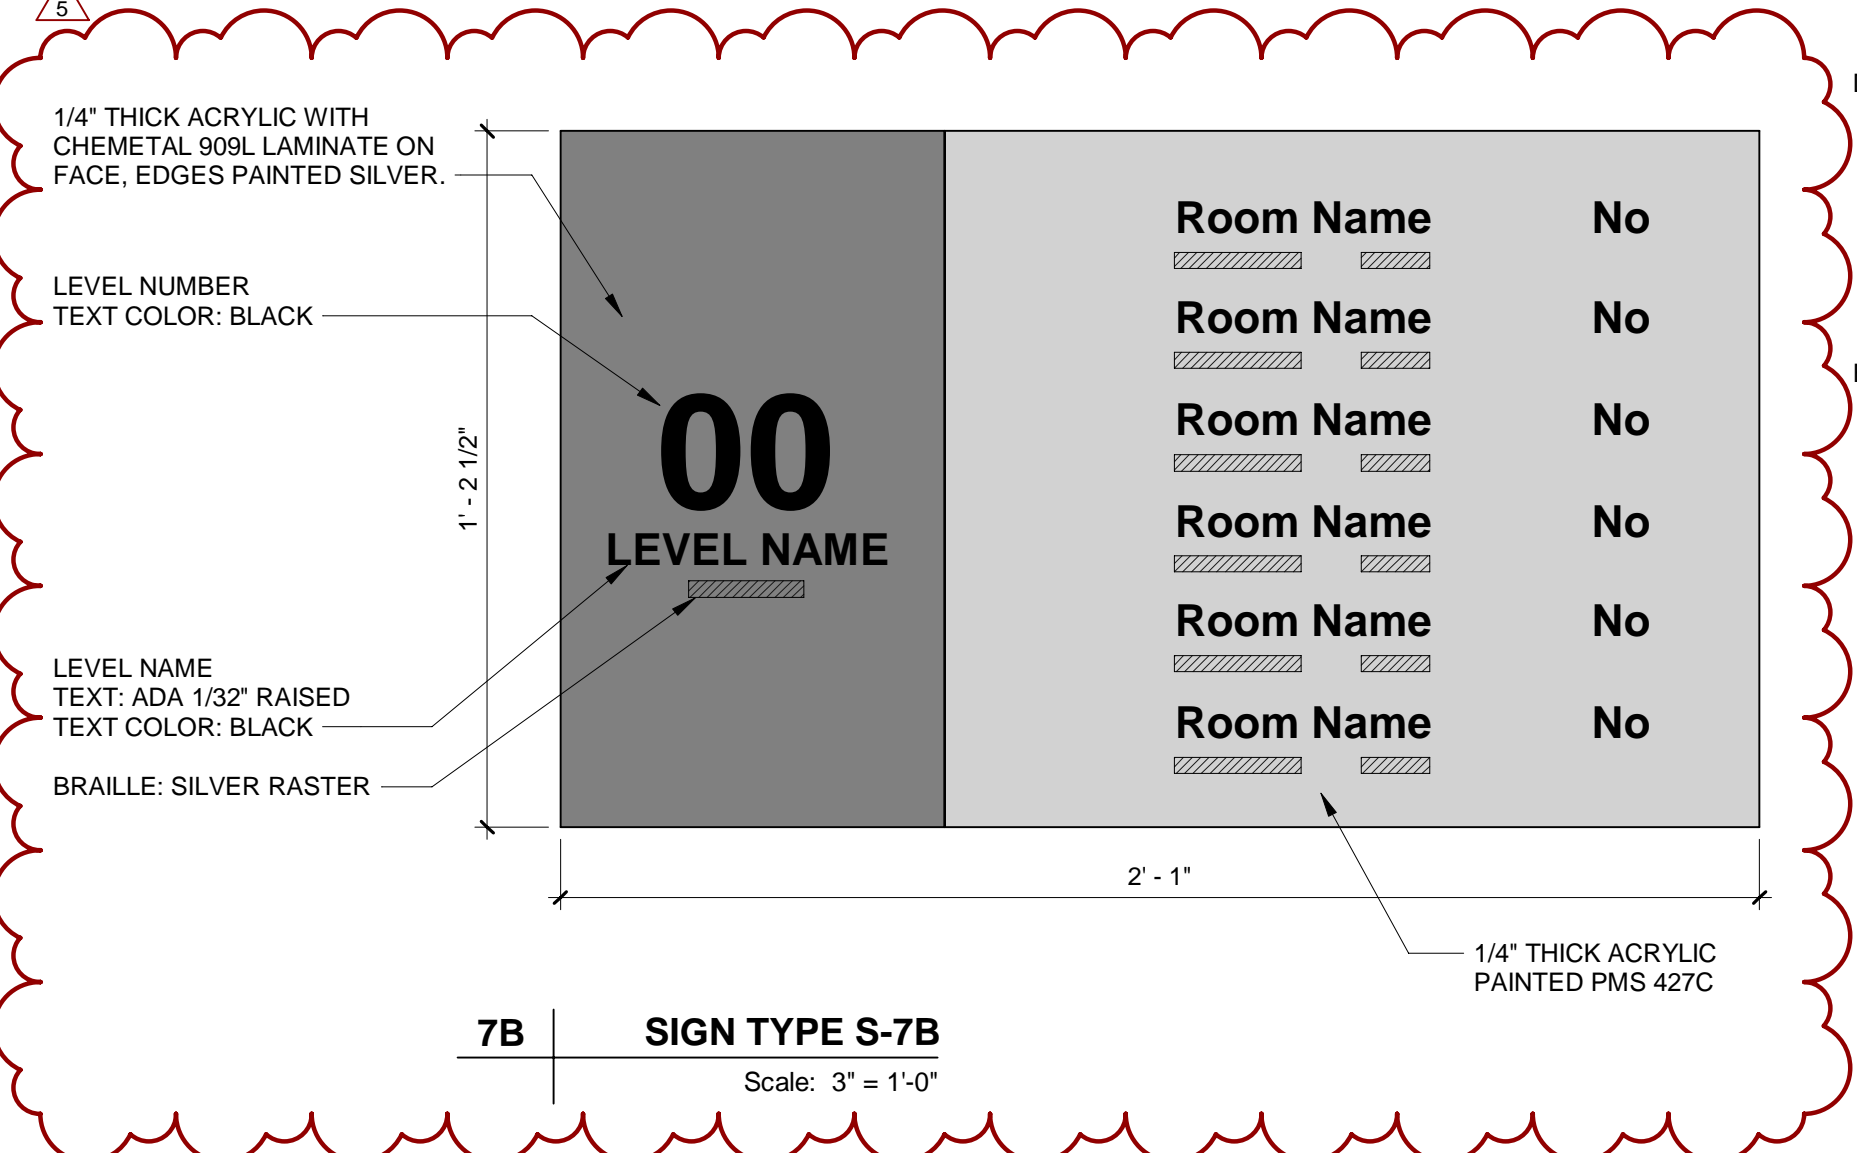 5
1/4" THICK ACRYLIC WITH
CHEMETAL 909L LAMINATE ON
FACE, EDGES PAINTED SILVER.
LEVEL NUMBER
TEXT COLOR: BLACK
1' - 2 1/2"
LEVEL NAME
TEXT: ADA 1/32" RAISED
TEXT COLOR: BLACK
BRAILLE: SILVER RASTER
00
LEVEL NAME
Room Name No
Room Name No
Room Name No
Room Name No
Room Name No
Room Name No
2' - 1"
1/4" THICK ACRYLIC
PAINTED PMS 427C
7B SIGN TYPE S-7B
Scale: 3" = 1'-0"